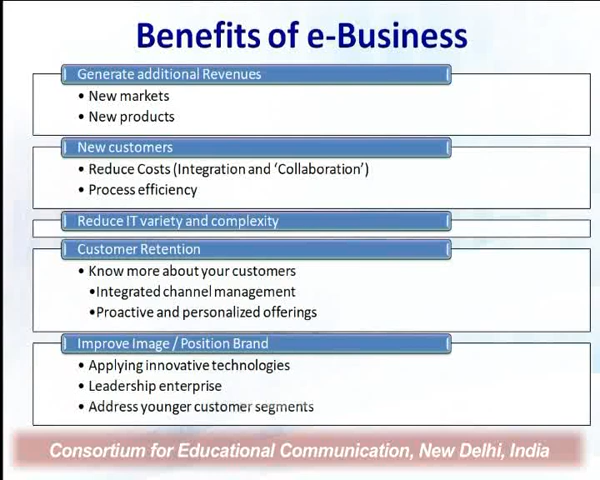 Benefits of e-Business
Generate additional Revenues
• New markets
• New products
New customers
• Reduce Costs (Integration and ‘Collaboration’)
• Process efficiency
Reduce IT variety and complexity
Customer Retention
• Know more about your customers
•Integrated channel management
•Proactive and personalized offerings
Improve Image / Position Brand
• Applying innovative technologies
• Leadership enterprise
• Address younger customer segments
Consortium for Educational Communication, New Delhi, India